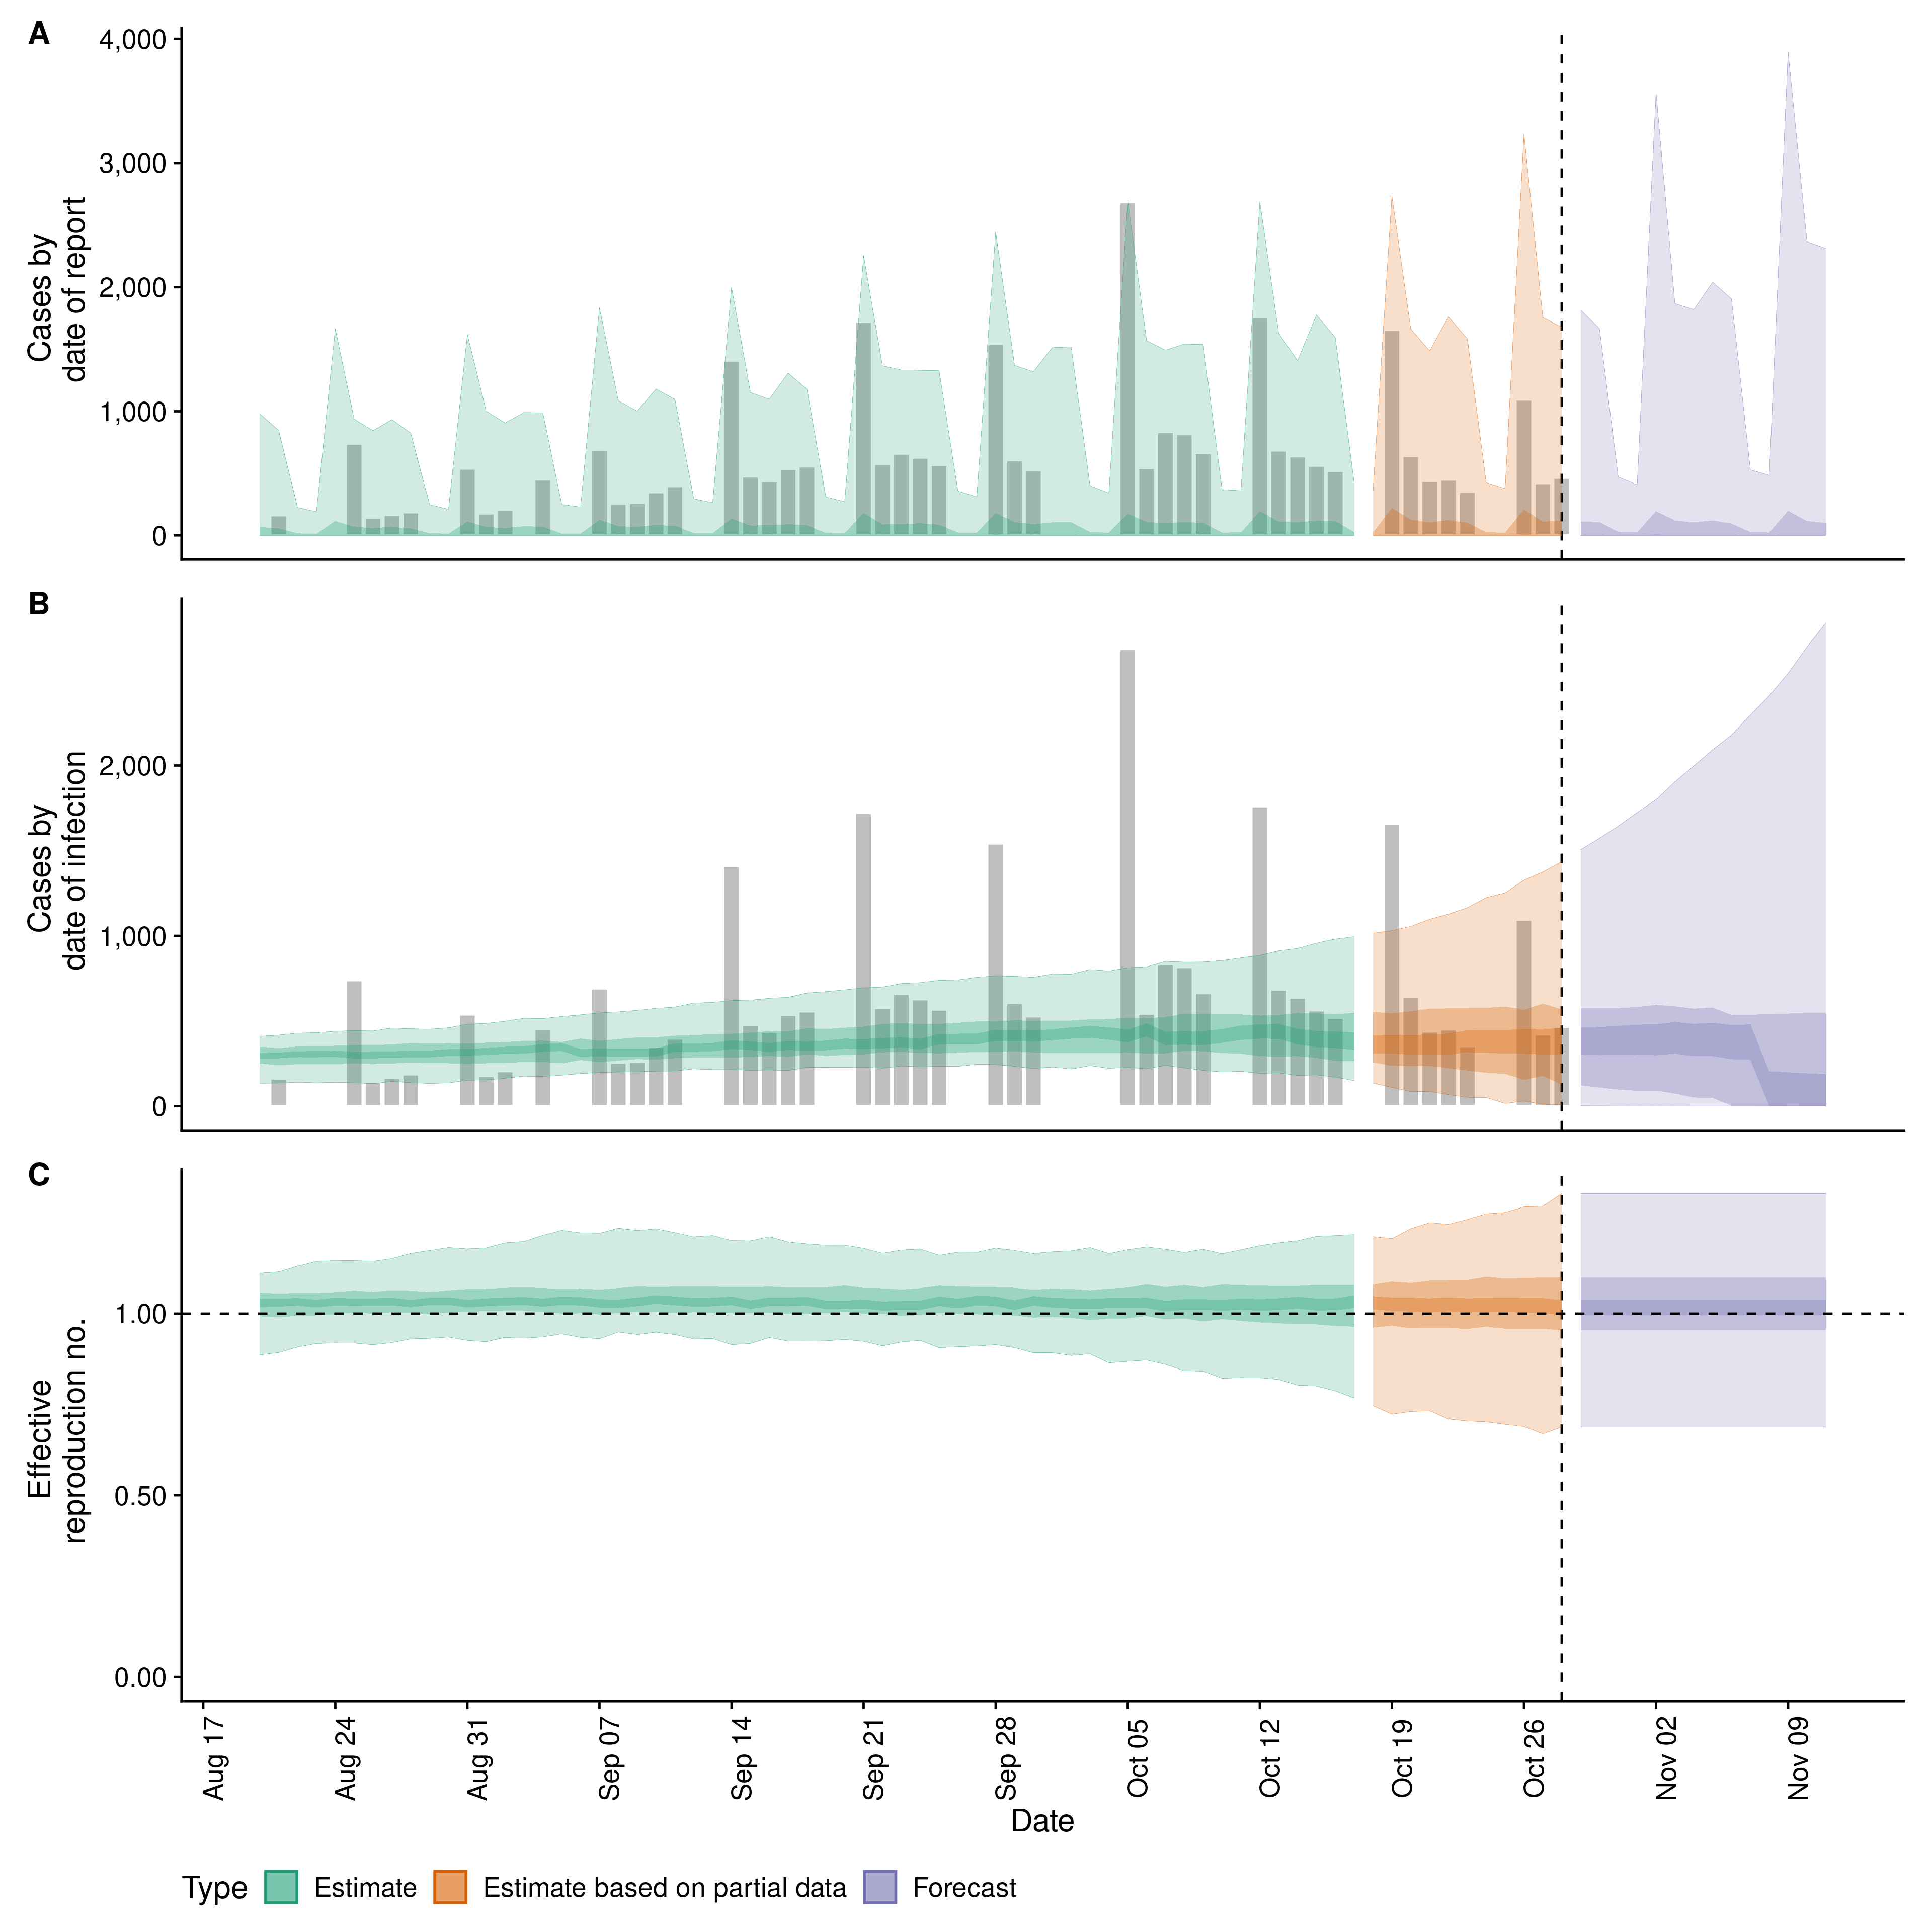 A
4,000
3,000
2,000
1,000
0
Cases by
date of report
B
2,000
1,000
0
Cases by
date of infection
C
1.00
0.50
0.00
Effective
reproduction no.
Aug 17
Aug 24
Aug 31
Sep 07
Sep 14
Sep 21
Sep 28
Oct 05
Oct 12
Oct 19
Oct 26
Nov 02
Nov 09
Date
Type
Estimate
Estimate based on partial data
Forecast